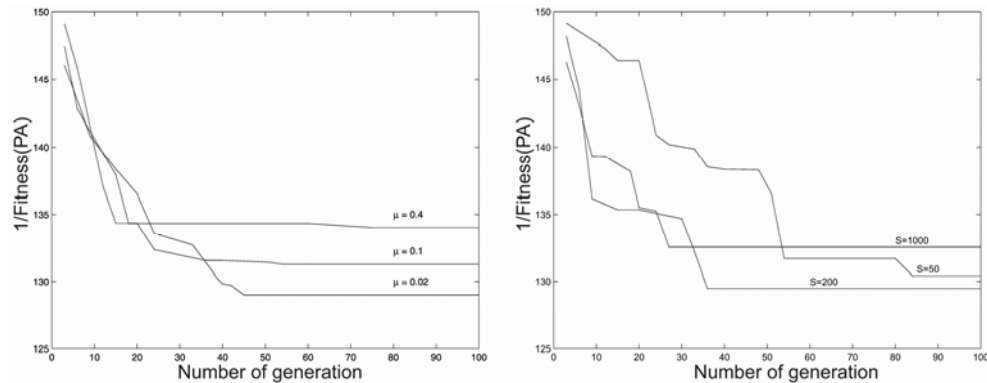 1/Fitness(PA)
150
145
140
135
130
125
μ = 0.4
μ = 0.1
μ = 0.02
0 10 20 30 40 50 60 70 80 90 100
Number of generation
1/Fitness(PA)
150
145
140
135
130
125
S=1000
S=50
S=200
0 10 20 30 40 50 60 70 80 90 100
Number of generation